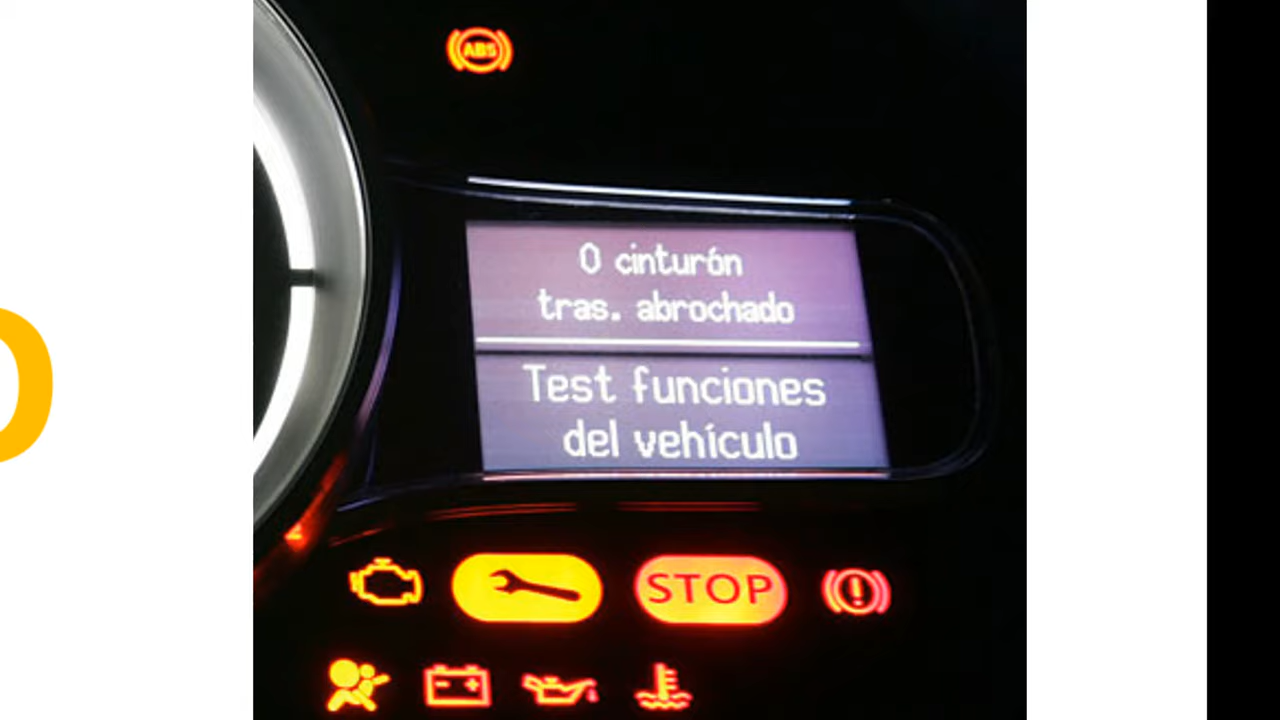 ABS
0 cinturón
tras. abrochado
Test funciones
del vehículo
STOP